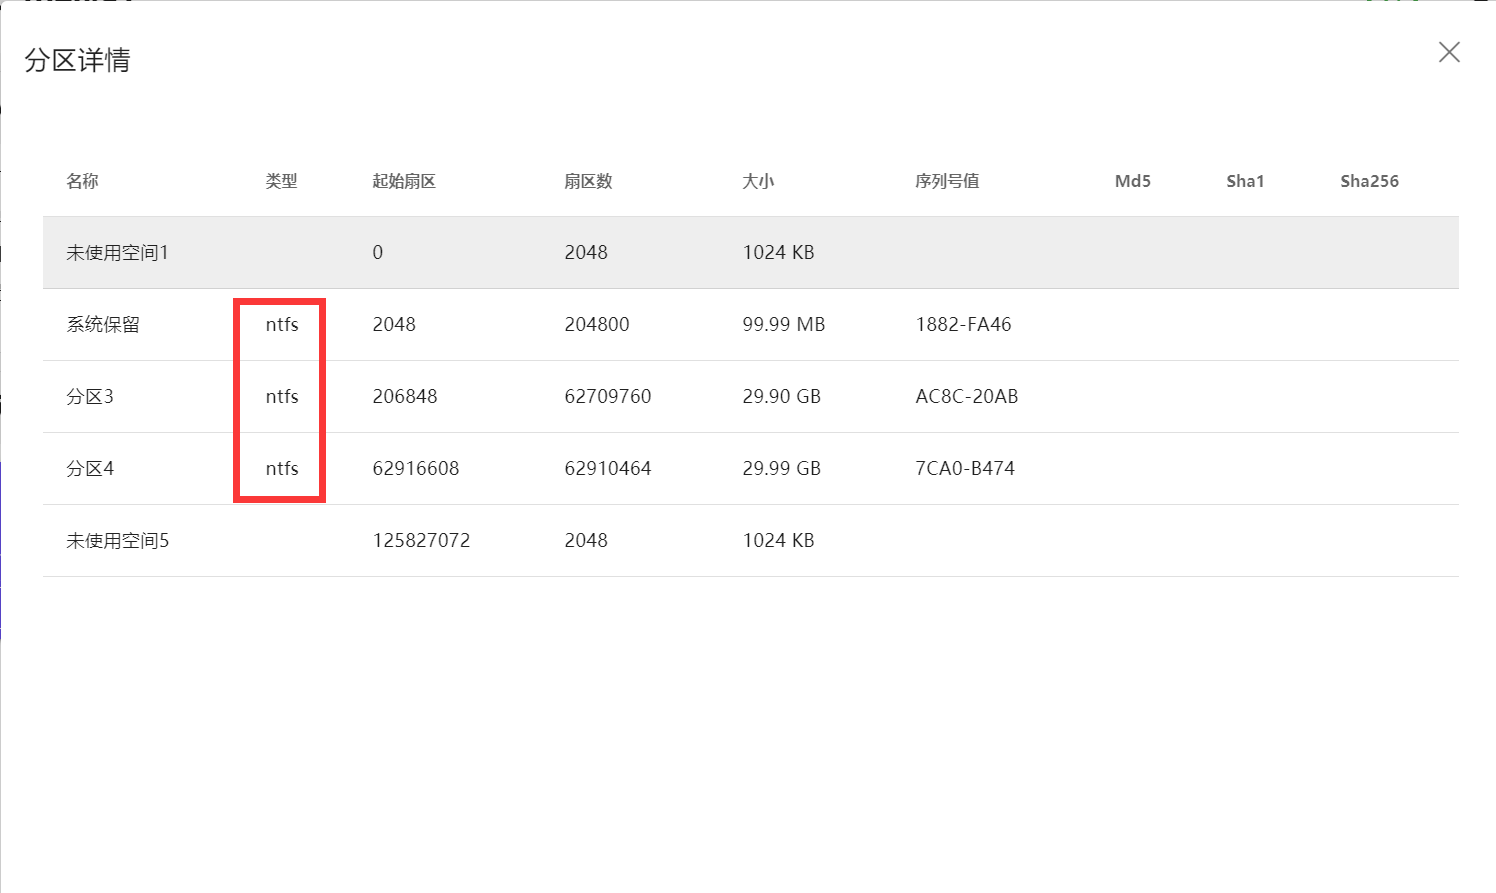 分区详情
名称 类型 起始扇区 扇区数 大小 序列号值 Md5 Sha1 Sha256
未使用空间1 0 2048 1024 KB
系统保留 ntfs 2048 204800 99.99 MB 1882-FA46
分区3 ntfs 206848 62709760 29.90 GB AC8C-20AB
分区4 ntfs 62916608 62910464 29.99 GB 7CA0-B474
未使用空间5 125827072 2048 1024 KB